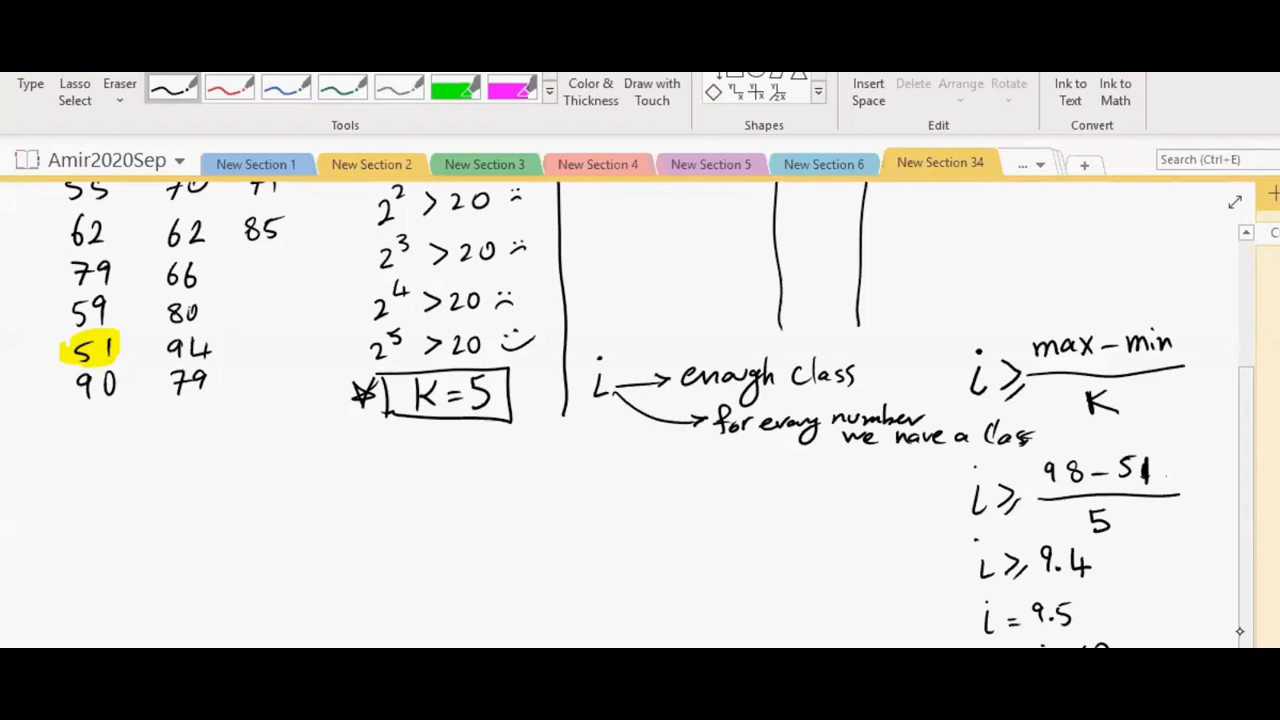 Type
Lasso Select
Eraser
Color & Thickness
Draw with Touch
Insert Space
Delete
Arrange
Rotate
Ink to Text
Ink to Math
Tools
Shapes
Edit
Convert
Amir2020Sep
New Section 1
New Section 2
New Section 3
New Section 4
New Section 5
New Section 6
New Section 34
...
Search (Ctrl+E)
55 70
62 62 85
79 66
59 80
51 94
90 79
2² > 20
2³ > 20
2⁴ > 20
2⁵ > 20
K = 5
i → enough class
→ for every number
we have a Class
i ≥ (max - min) / K
i ≥ (98 - 51) / 5
i ≥ 9.4
i = 9.5